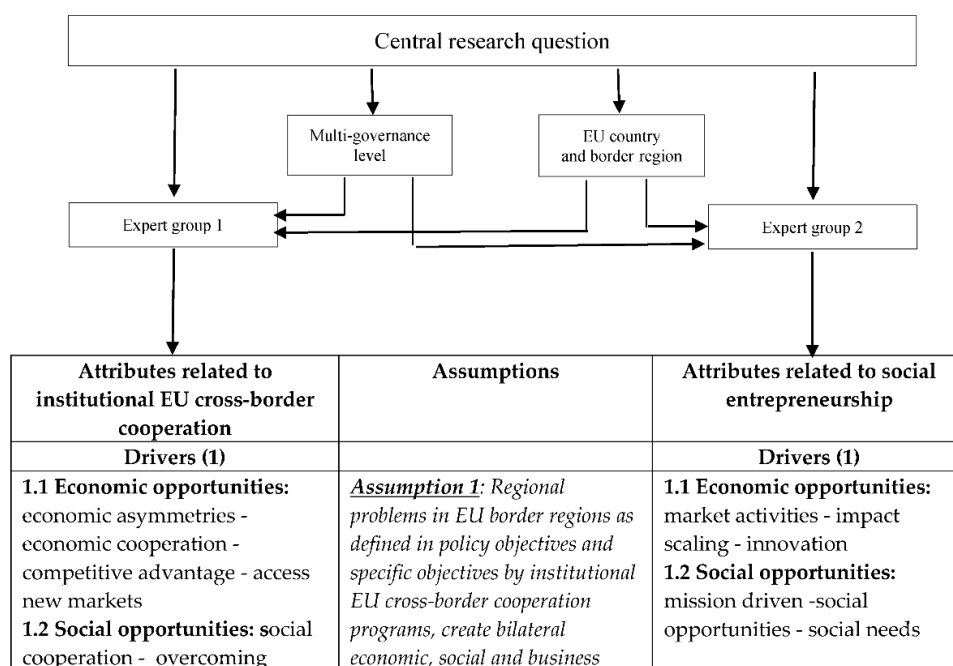 Central research question
Multi-governance
level
EU country
and border region
Expert group 1
Expert group 2
Attributes related to
institutional EU cross-border
cooperation
Assumptions
Attributes related to social
entrepreneurship
Drivers (1)
Drivers (1)
1.1 Economic opportunities:
economic asymmetries -
economic cooperation -
competitive advantage - access
new markets
1.2 Social opportunities: social
cooperation - overcoming
Assumption 1: Regional
problems in EU border regions as
defined in policy objectives and
specific objectives by institutional
EU cross-border cooperation
programs, create bilateral
economic, social and business
1.1 Economic opportunities:
market activities - impact
scaling - innovation
1.2 Social opportunities:
mission driven -social
opportunities - social needs